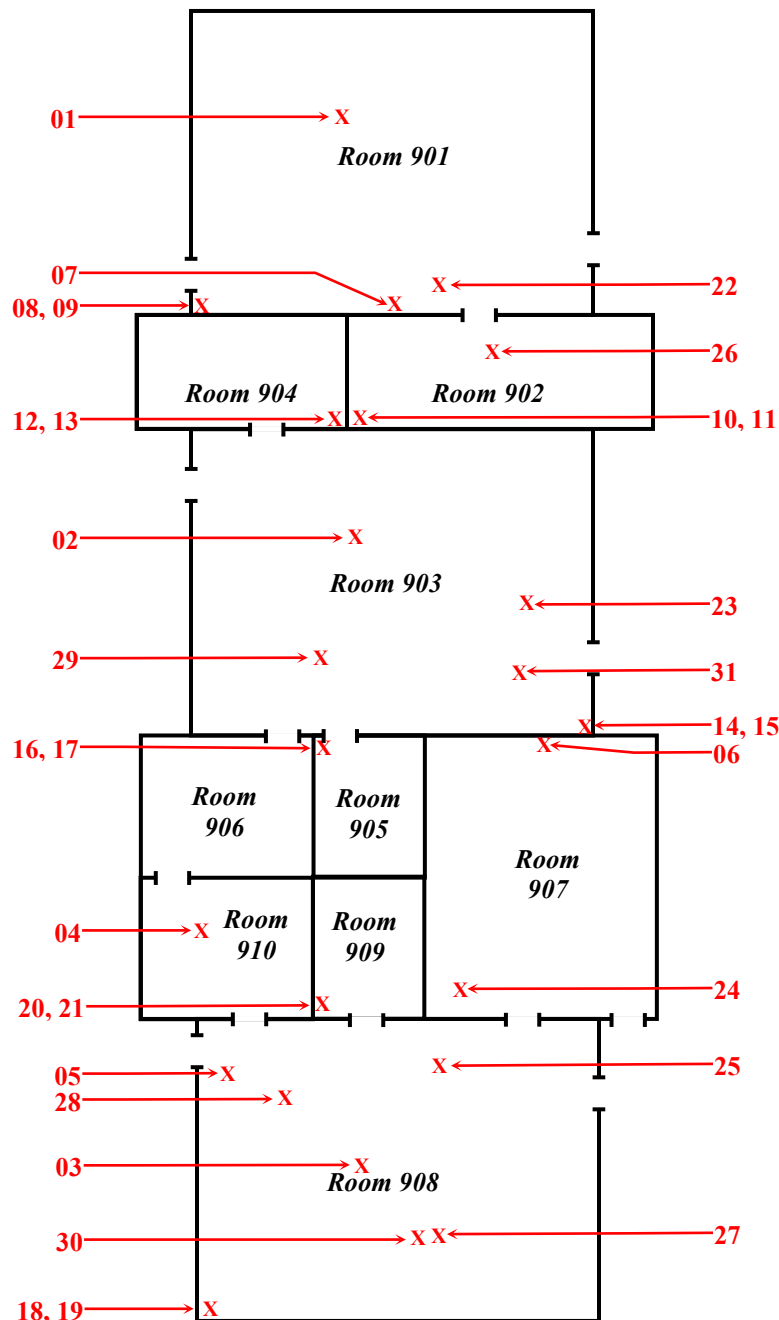 01
X
Room 901
07
X
22
08, 09
X
X
26
X
Room 904
Room 902
12, 13
X
X
10, 11
02
X
Room 903
X
23
29
X
X
31
X
14, 15
16, 17
X
X
06
Room
906
Room
905
Room
907
04
X
Room
910
Room
909
20, 21
X
X
24
05
X
X
25
28
X
03
X
Room 908
30
X
X
27
18, 19
X